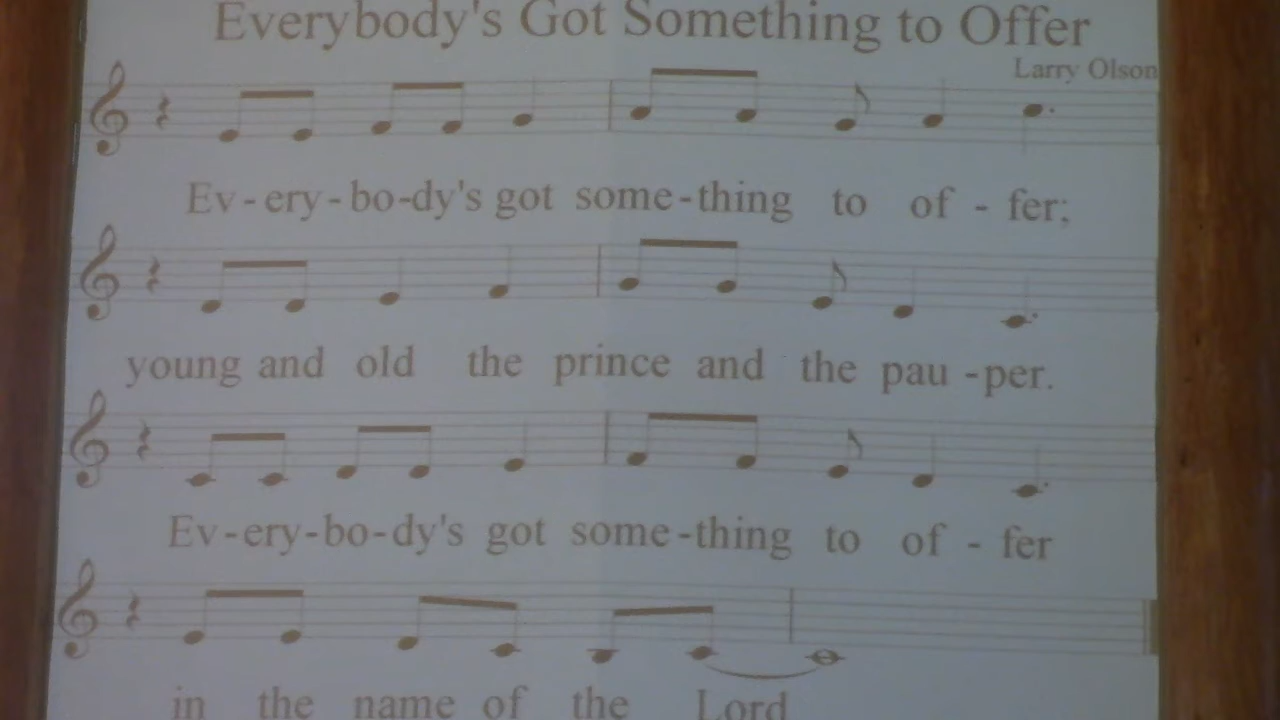 Everybody's Got Something to Offer
Larry Olson
Ev - ery - bo - dy's got some - thing to of - fer;
young and old the prince and the pau - per.
Ev - ery - bo - dy's got some - thing to of - fer
in the name of the Lord